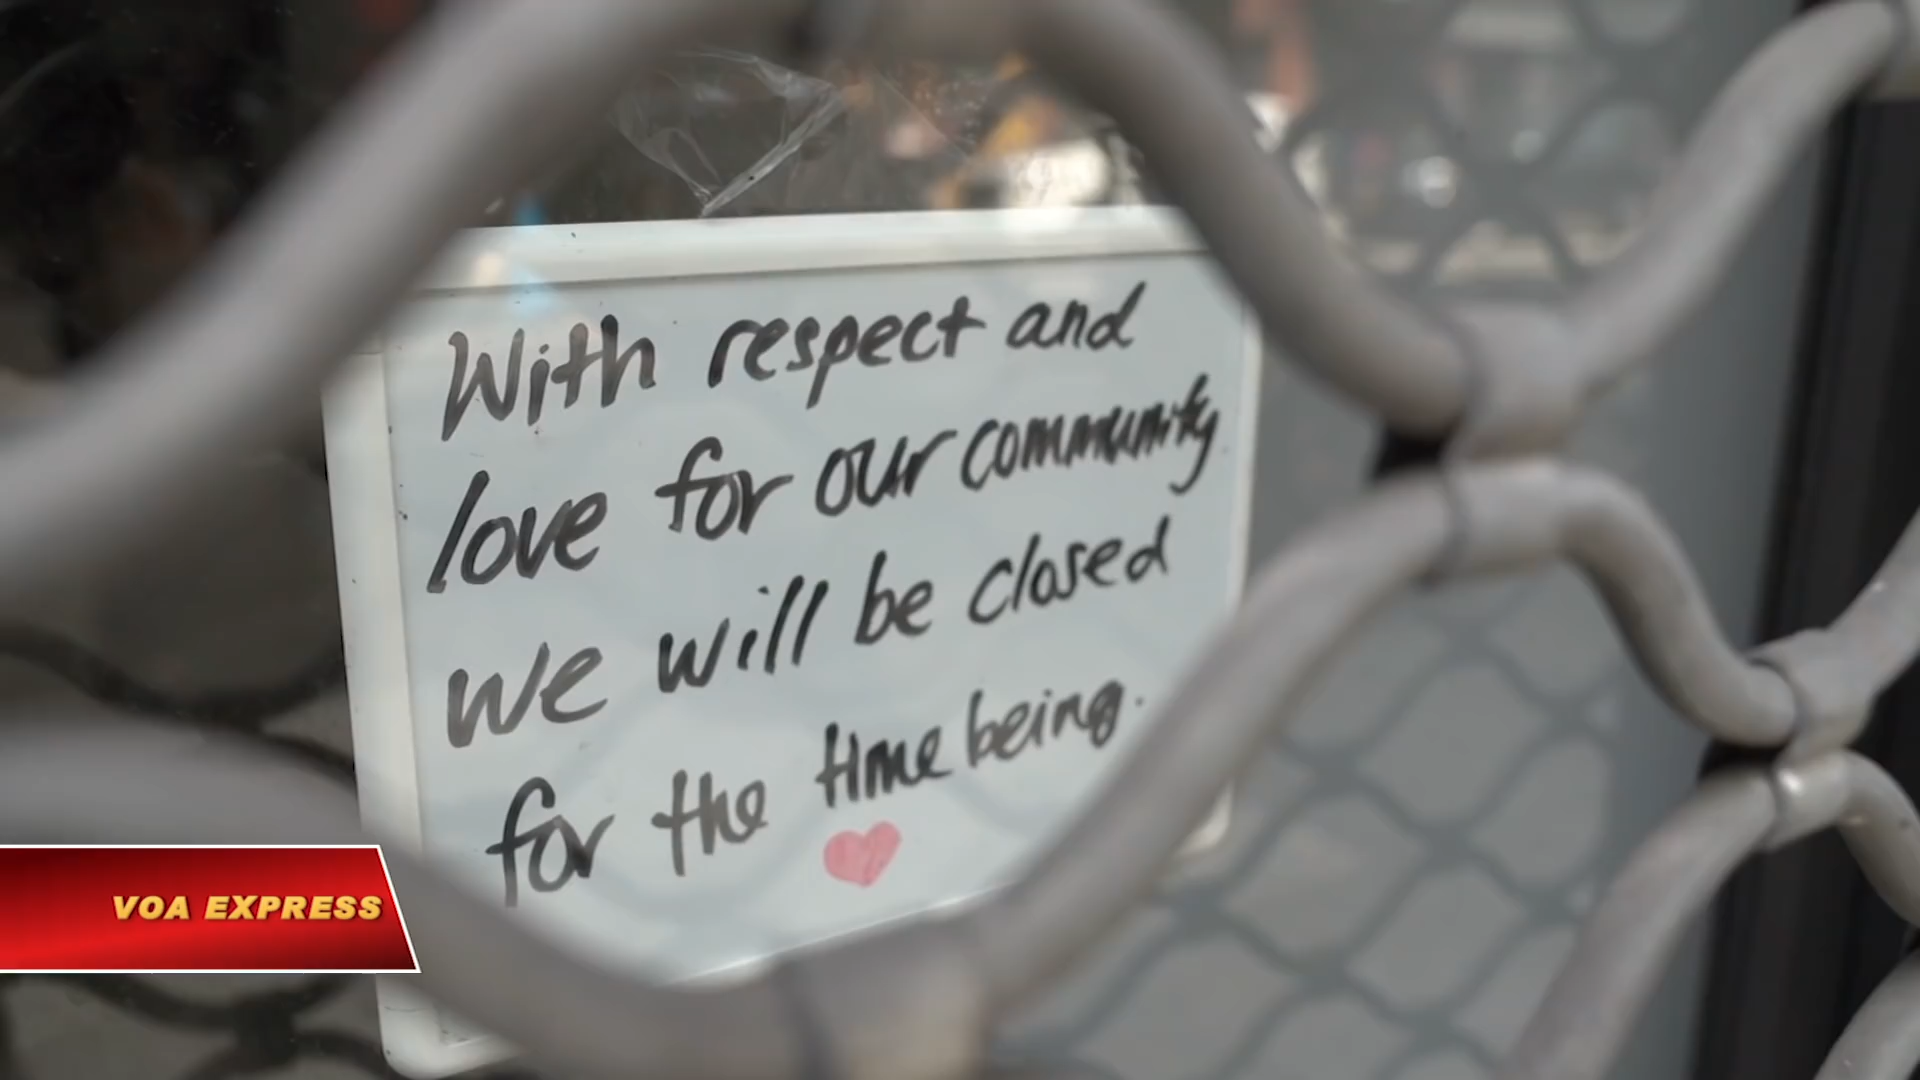 With respect and
love for our community
we will be closed
for the time being.
VOA EXPRESS